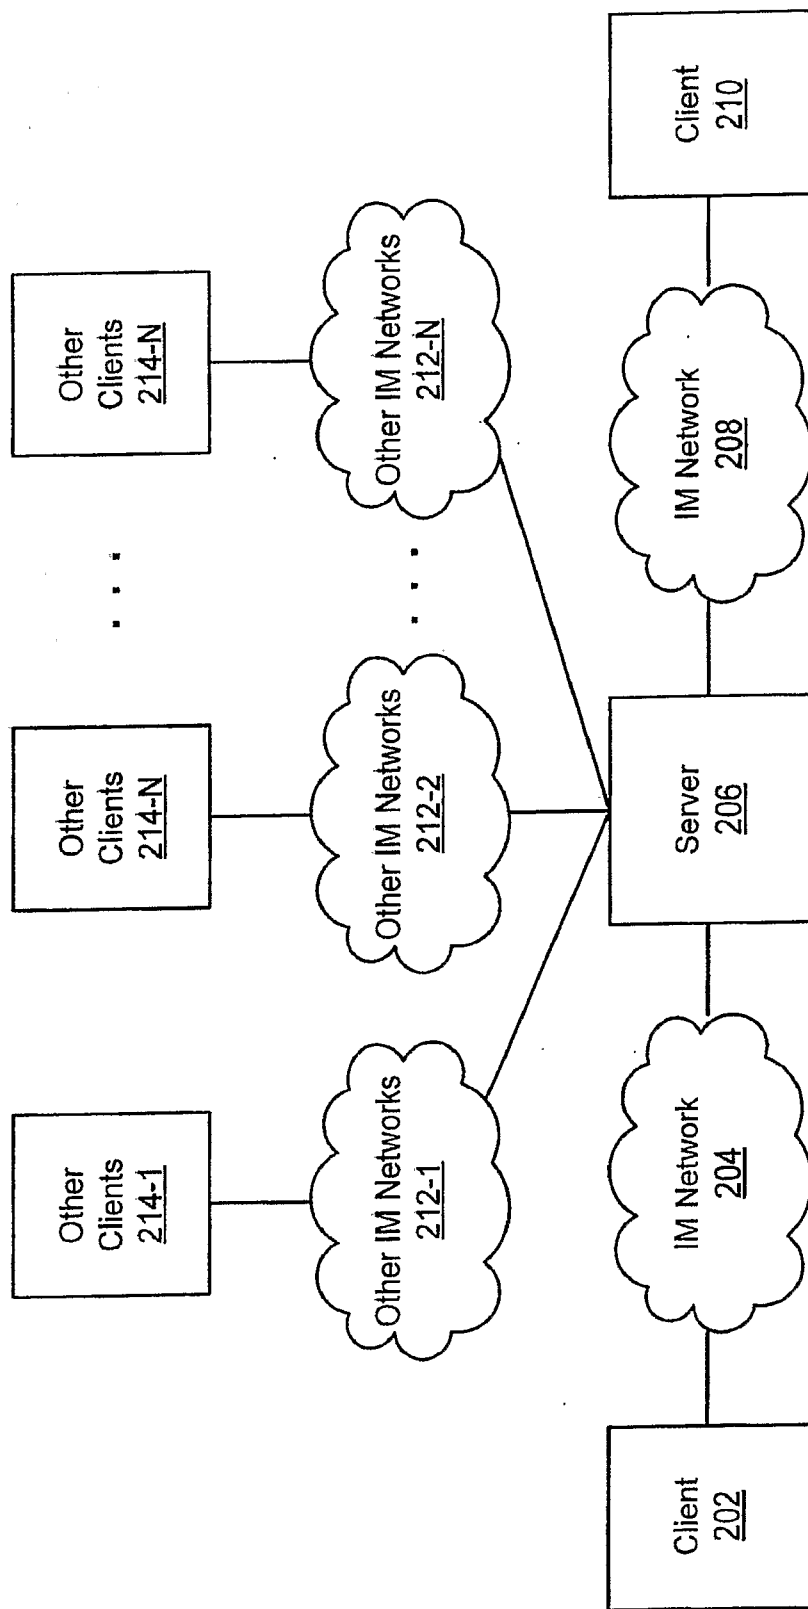 Other
Clients
214-1
Other
Clients
214-N
. . .
Other
Clients
214-N
Other IM Networks
212-1
Other IM Networks
212-2
. . .
Other IM Networks
212-N
Client
202
IM Network
204
Server
206
IM Network
208
Client
210